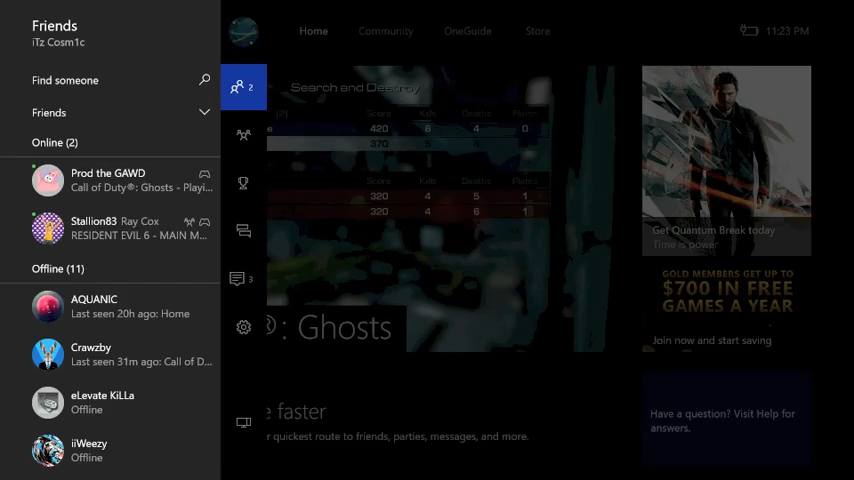 Friends
iTz Cosm1c
Find someone
Friends
Online (2)
Prod the GAWD
Call of Duty®: Ghosts - Playi...
Stallion83 Ray Cox
RESIDENT EVIL 6 - MAIN M...
Offline (11)
AQUANIC
Last seen 20h ago: Home
Crawzby
Last seen 31m ago: Call of D...
eLevate KiLLa
Offline
iiWeezy
Offline
2
3
Home Community OneGuide Store
11:23 PM
Search and Destroy
Score Kills Deaths Plants
420 6 4 0
370 5
Score Kills Deaths Plants
320 4 5 1
320 4 6 1
®: Ghosts
e faster
r quickest route to friends, parties, messages, and more.
Get Quantum Break today
Time is power
GOLD MEMBERS GET UP TO
$700 IN FREE
GAMES A YEAR
Join now and start saving
Have a question? Visit Help for
answers.